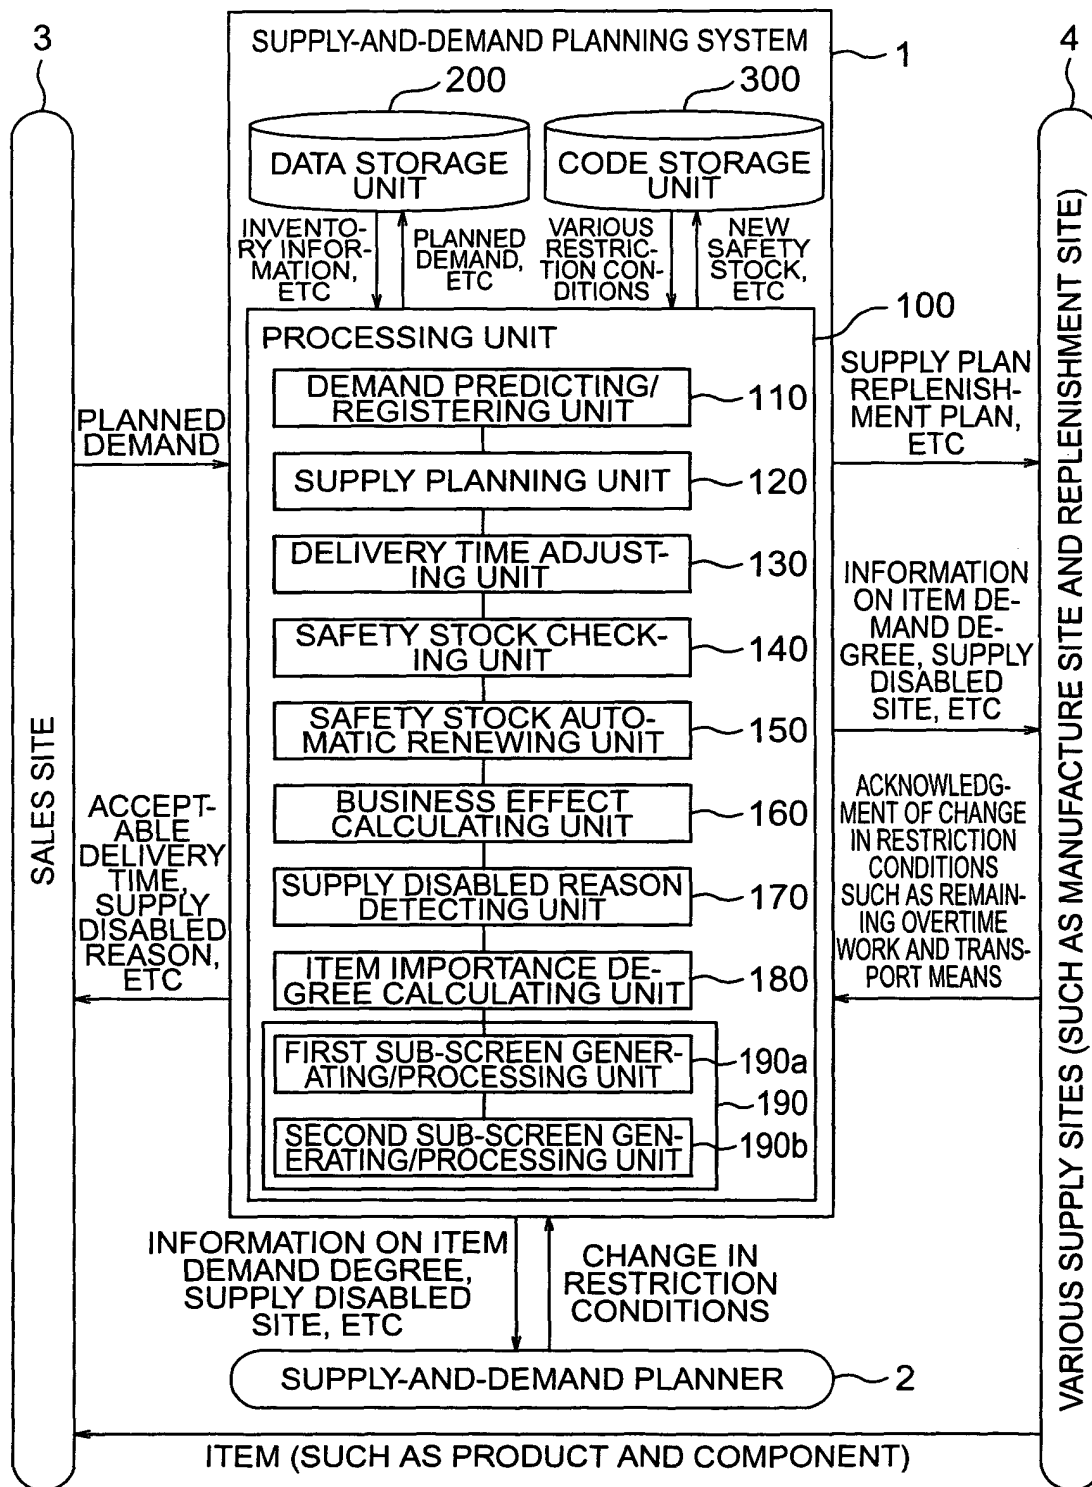 3
SUPPLY-AND-DEMAND PLANNING SYSTEM
1
4
200
300
DATA STORAGE
UNIT
CODE STORAGE
UNIT
INVENTO-
RY INFOR-
MATION,
ETC
PLANNED
DEMAND,
ETC
VARIOUS
RESTRIC-
TION CON-
DITIONS
NEW
SAFETY
STOCK,
ETC
100
PROCESSING UNIT
DEMAND PREDICTING/
REGISTERING UNIT
110
SUPPLY PLANNING UNIT
120
DELIVERY TIME ADJUST-
ING UNIT
130
SAFETY STOCK CHECK-
ING UNIT
140
SAFETY STOCK AUTO-
MATIC RENEWING UNIT
150
BUSINESS EFFECT
CALCULATING UNIT
160
SUPPLY DISABLED REASON
DETECTING UNIT
170
ITEM IMPORTANCE DE-
GREE CALCULATING UNIT
180
FIRST SUB-SCREEN GENER-
ATING/PROCESSING UNIT
190a
190
SECOND SUB-SCREEN GEN-
ERATING/PROCESSING UNIT
190b
PLANNED
DEMAND
SALES SITE
ACCEPT-
ABLE
DELIVERY
TIME,
SUPPLY
DISABLED
REASON,
ETC
SUPPLY PLAN
REPLENISH-
MENT PLAN,
ETC
INFORMATION
ON ITEM DE-
MAND DE-
GREE, SUPPLY
DISABLED
SITE, ETC
ACKNOWLEDG-
MENT OF CHANGE
IN RESTRICTION
CONDITIONS
SUCH AS REMAIN-
ING OVERTIME
WORK AND TRANS-
PORT MEANS
VARIOUS SUPPLY SITES (SUCH AS MANUFACTURE SITE AND REPLENISHMENT SITE)
INFORMATION ON ITEM
DEMAND DEGREE,
SUPPLY DISABLED
SITE, ETC
CHANGE IN
RESTRICTION
CONDITIONS
SUPPLY-AND-DEMAND PLANNER
2
ITEM (SUCH AS PRODUCT AND COMPONENT)